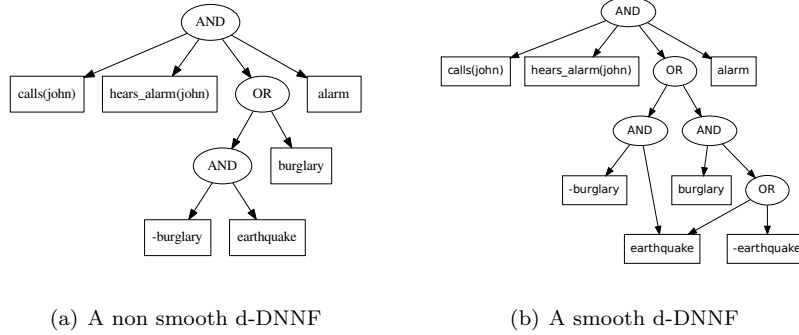 AND AND
calls(john) hears_alarm(john) OR alarm calls(john) hears_alarm(john) OR alarm
AND burglary AND AND
-burglary earthquake -burglary burglary OR
earthquake -earthquake
(a) A non smooth d-DNNF (b) A smooth d-DNNF